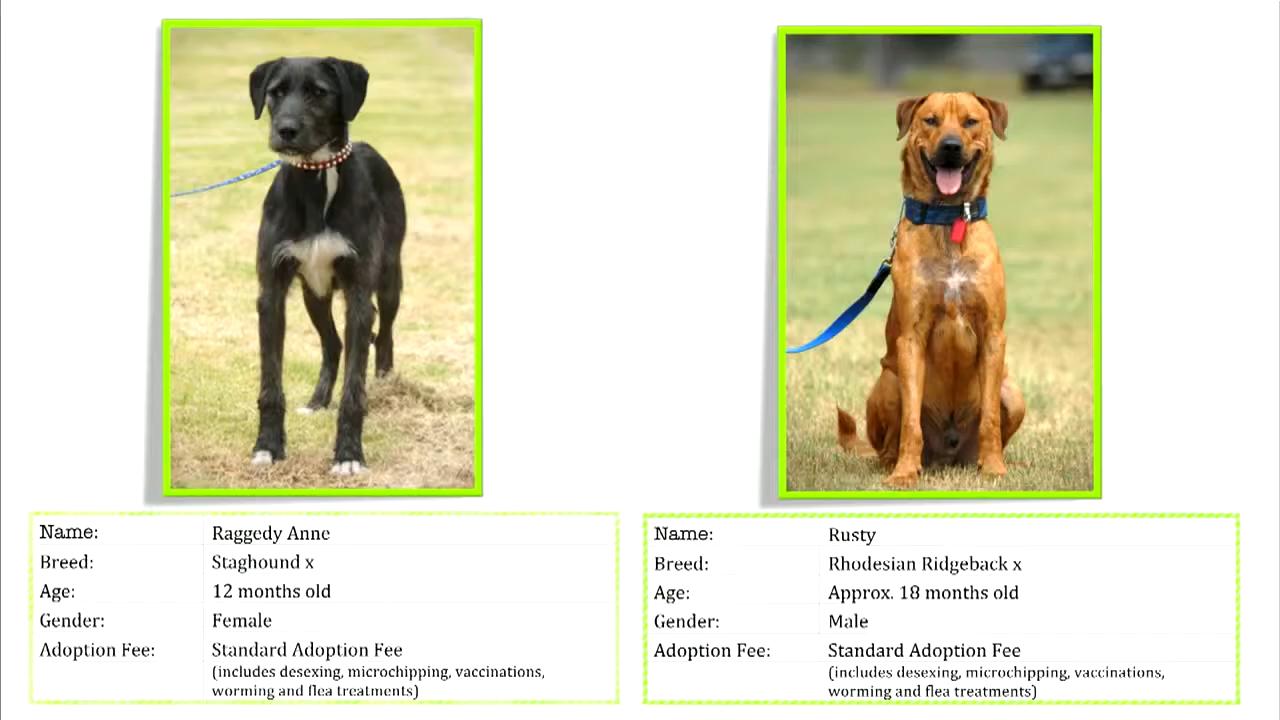 Name: Raggedy Anne
Breed: Staghound x
Age: 12 months old
Gender: Female
Adoption Fee: Standard Adoption Fee
(includes desexing, microchipping, vaccinations,
worming and flea treatments)
Name: Rusty
Breed: Rhodesian Ridgeback x
Age: Approx. 18 months old
Gender: Male
Adoption Fee: Standard Adoption Fee
(includes desexing, microchipping, vaccinations,
worming and flea treatments)